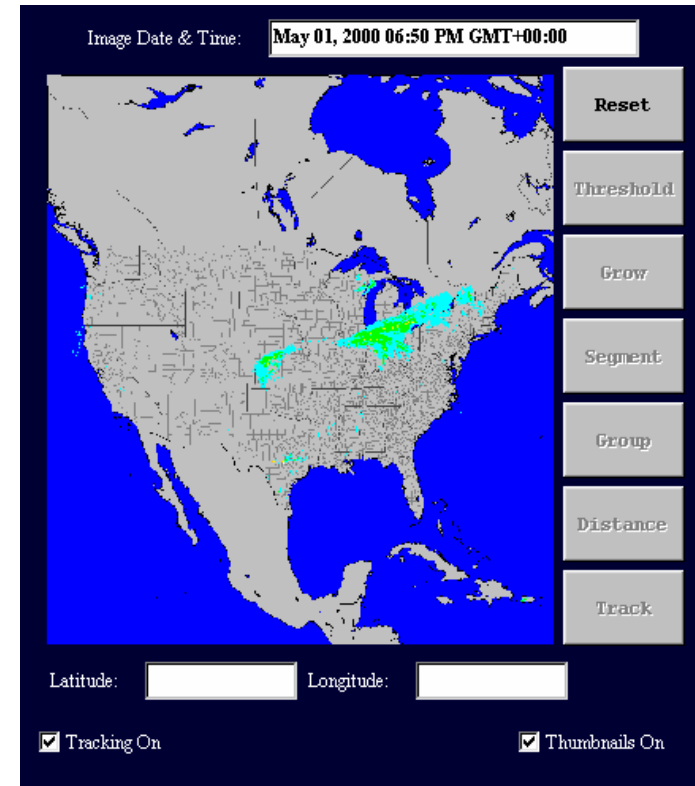 Image Date & Time: May 01, 2000 06:50 PM GMT+00:00
Reset
Threshold
Grow
Segment
Group
Distance
Track
Latitude: Longitude:
Tracking On Thumbnails On